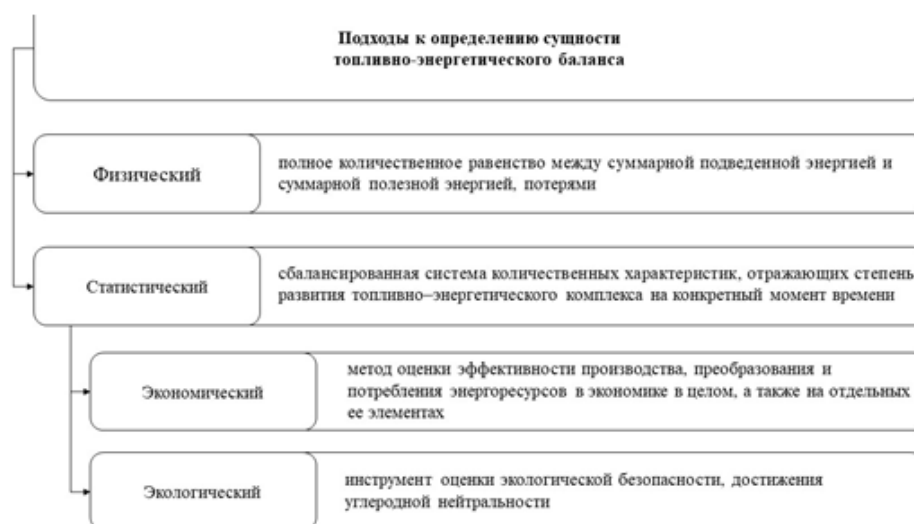 Подходы к определению сущности
топливно-энергетического баланса
Физический
полное количественное равенство между суммарной подведенной энергией и
суммарной полезной энергией, потерями
Статистический
сбалансированная система количественных характеристик, отражающих степень
развития топливно–энергетического комплекса на конкретный момент времени
Экономический
метод оценки эффективности производства, преобразования и
потребления энергоресурсов в экономике в целом, а также на отдельных
ее элементах
Экологический
инструмент оценки экологической безопасности, достижения
углеродной нейтральности